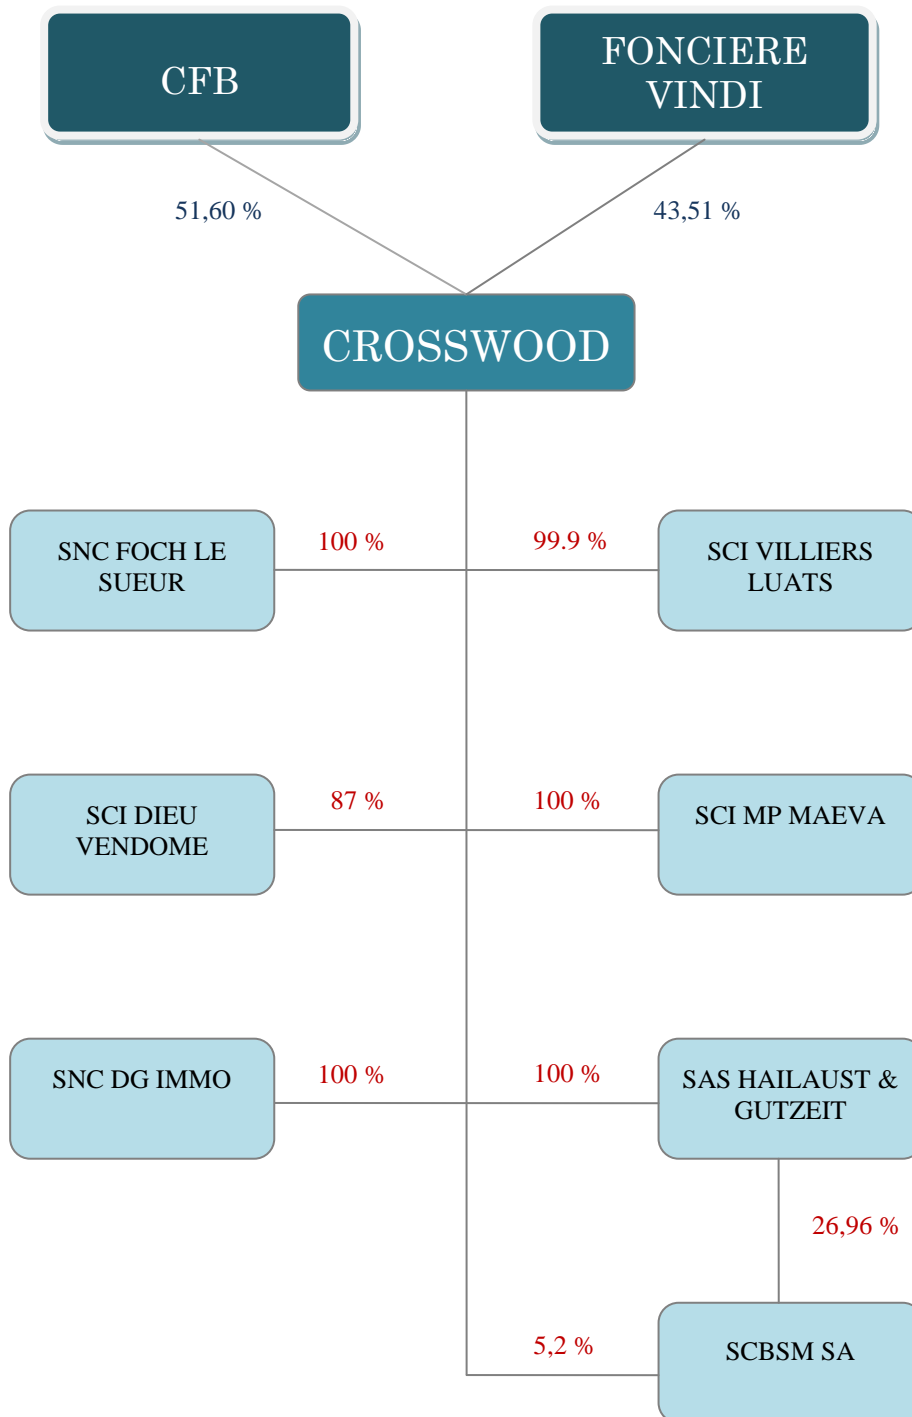 CFB
FONCIERE
VINDI
51,60 %
43,51 %
CROSSWOOD
SNC FOCH LE
SUEUR
100 %
99.9 %
SCI VILLIERS
LUATS
SCI DIEU
VENDOME
87 %
100 %
SCI MP MAEVA
SNC DG IMMO
100 %
100 %
SAS HAILAUST &
GUTZEIT
26,96 %
5,2 %
SCBSM SA